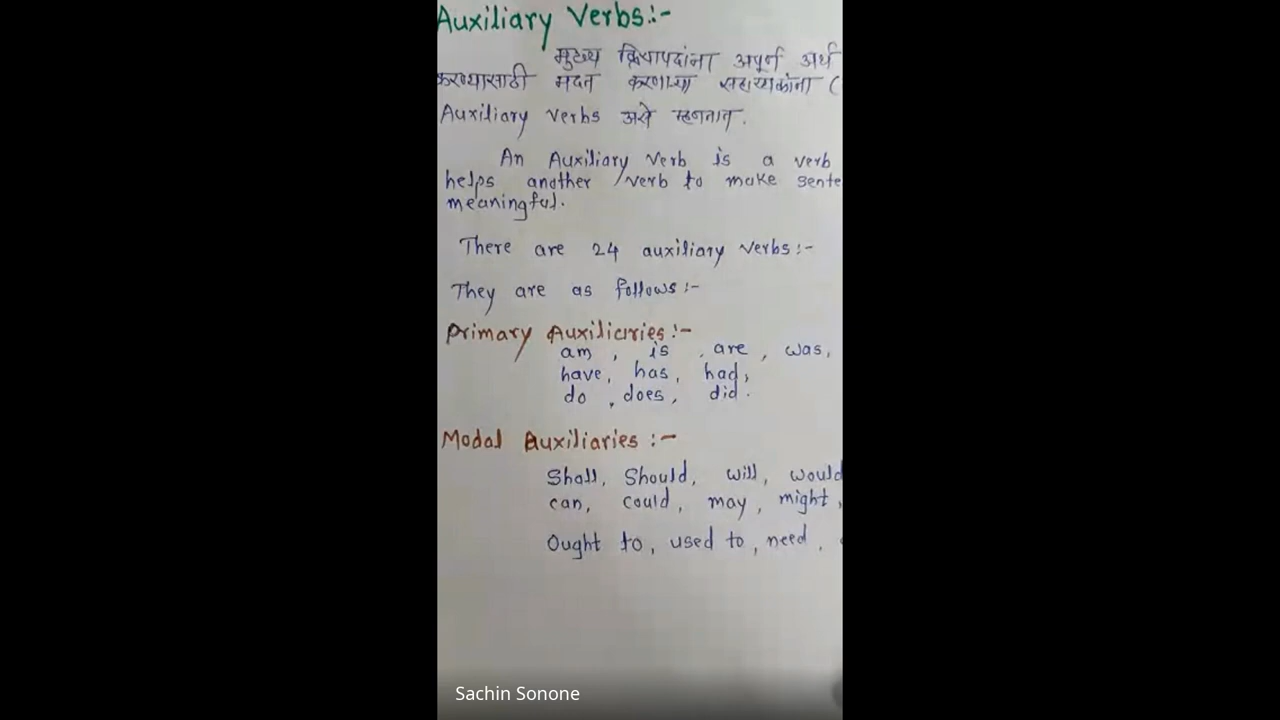 Auxiliary Verbs:-
मुख्य क्रियापदांना अपूर्ण अर्थ
करण्यासाठी मदत करणाऱ्या सहाय्यकांना (
Auxiliary verbs असे म्हणतात.
An Auxiliary verb is a verb
helps another verb to make sente
meaningful.
There are 24 auxiliary verbs:-
They are as follows:-
Primary Auxiliaries:-
am, is, are, was,
have, has, had,
do, does, did.
Modal Auxiliaries:-
Shall, Should, will, would
can, could, may, might,
Ought to, used to, need,
Sachin Sonone